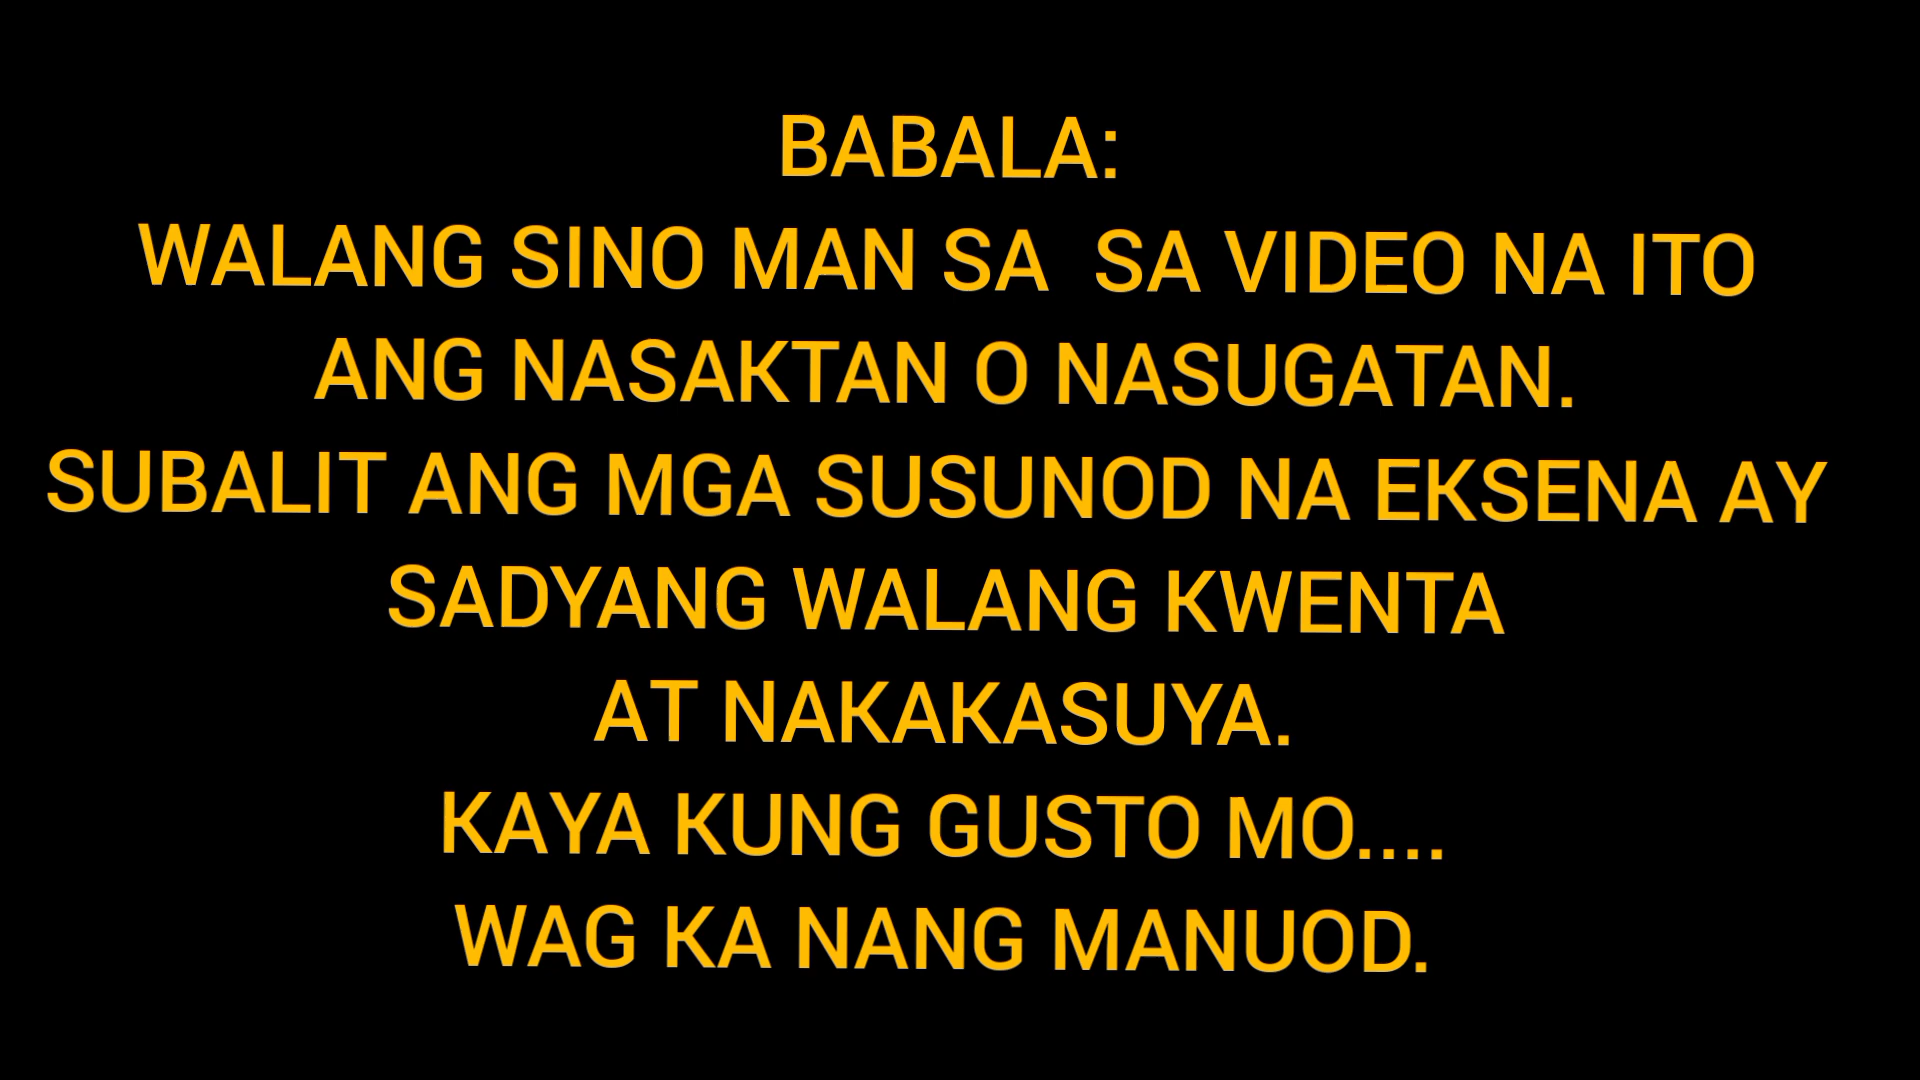 BABALA:
WALANG SINO MAN SA  SA VIDEO NA ITO
ANG NASAKTAN O NASUGATAN.
SUBALIT ANG MGA SUSUNOD NA EKSENA AY
SADYANG WALANG KWENTA
AT NAKAKASUYA.
KAYA KUNG GUSTO MO....
WAG KA NANG MANUOD.